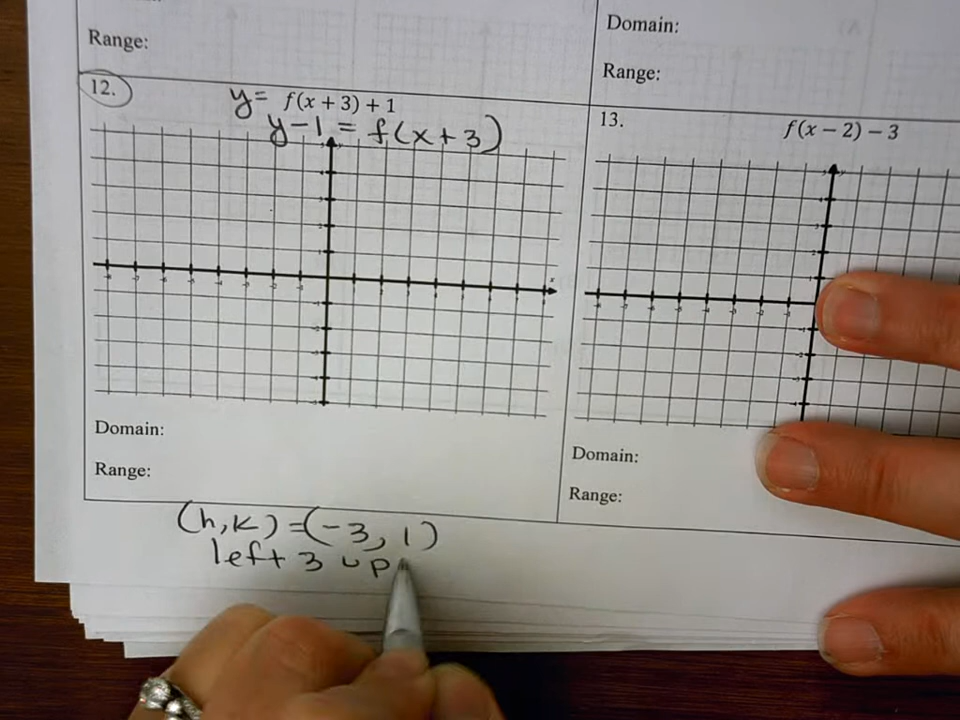 Range:
Domain:
Range:
12.
y = f(x + 3) + 1
y - 1 = f(x + 3)
13.
f(x − 2) − 3
Domain:
Range:
Domain:
Range:
(h,k) = (-3, 1)
left 3 up